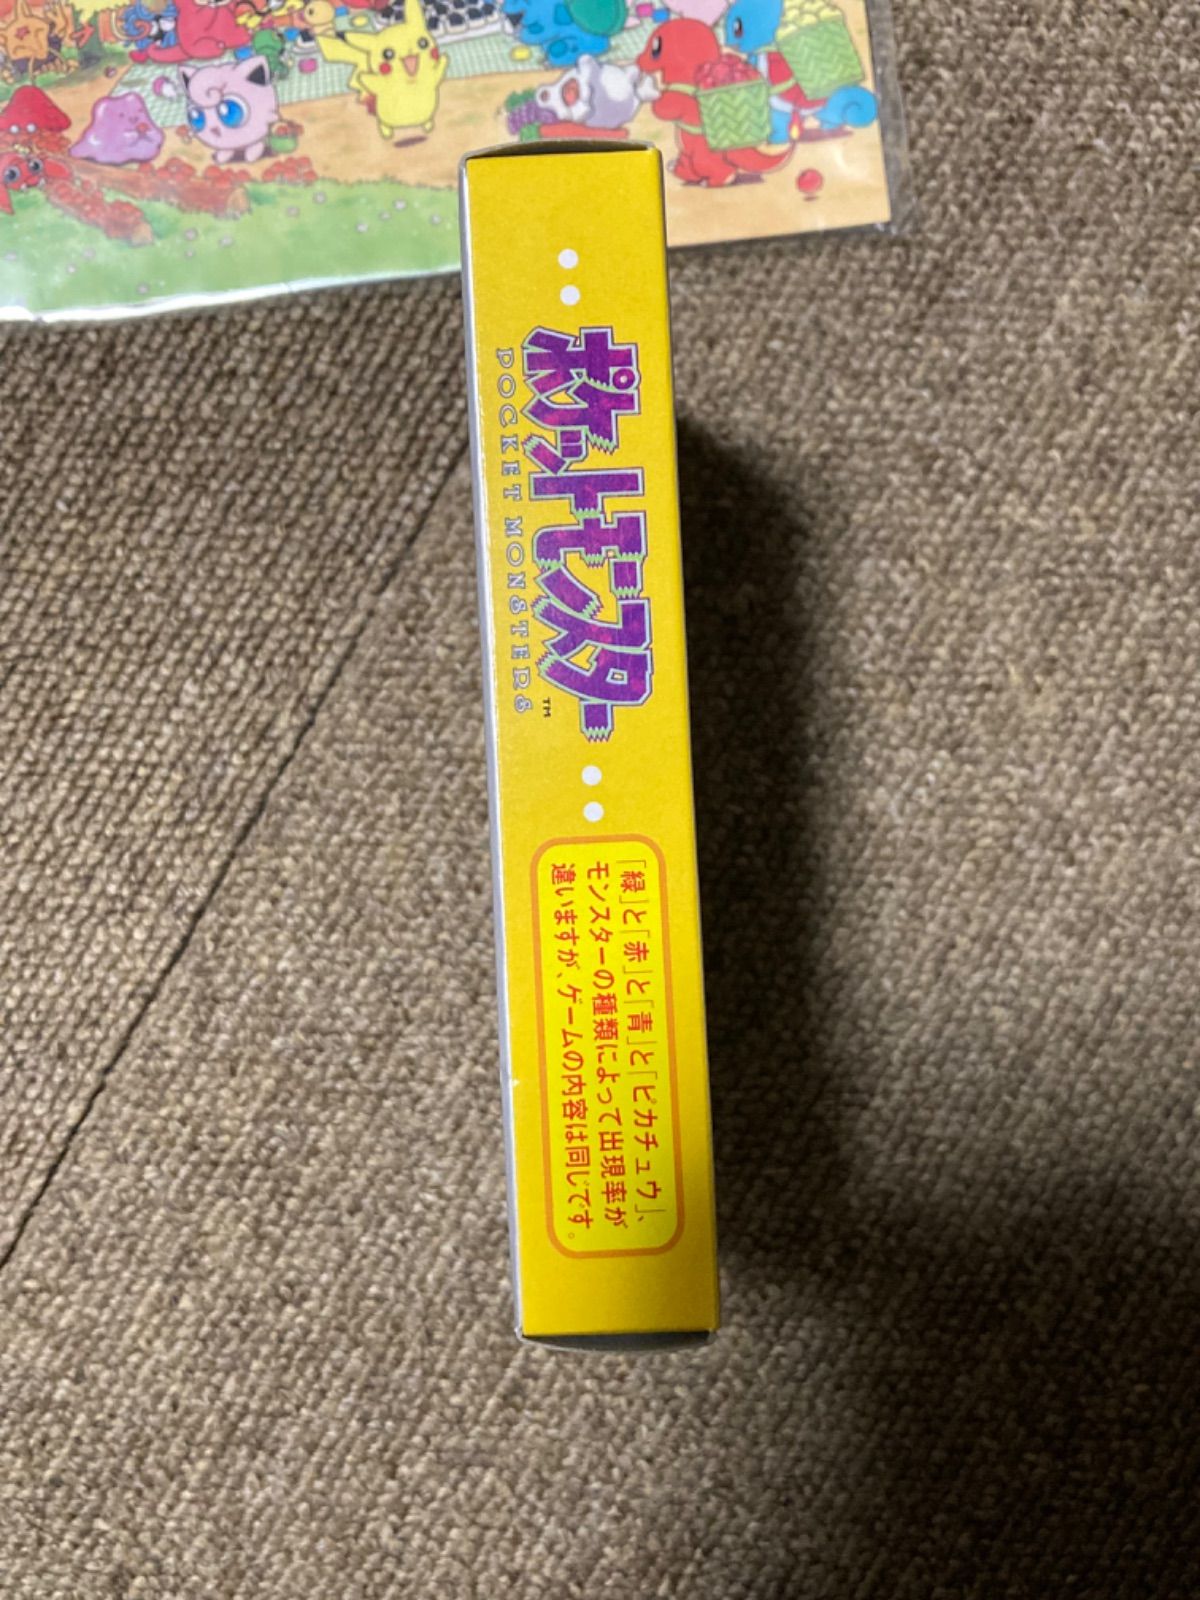 ポケットモンスター
POCKET MONSTERS
TM
「緑」と「赤」と「青」と「ピカチュウ」、
モンスターの種類によって出現率が
違いますが、ゲームの内容は同じです。